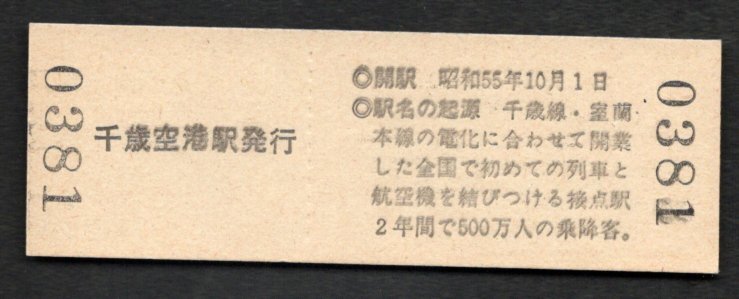 0381
千歳空港駅発行
◎開駅 昭和55年10月1日
◎駅名の起源 千歳線・室蘭
本線の電化に合わせて開業
した全国で初めての列車と
航空機を結びつける接点駅
2年間で500万人の乗降客。
0381